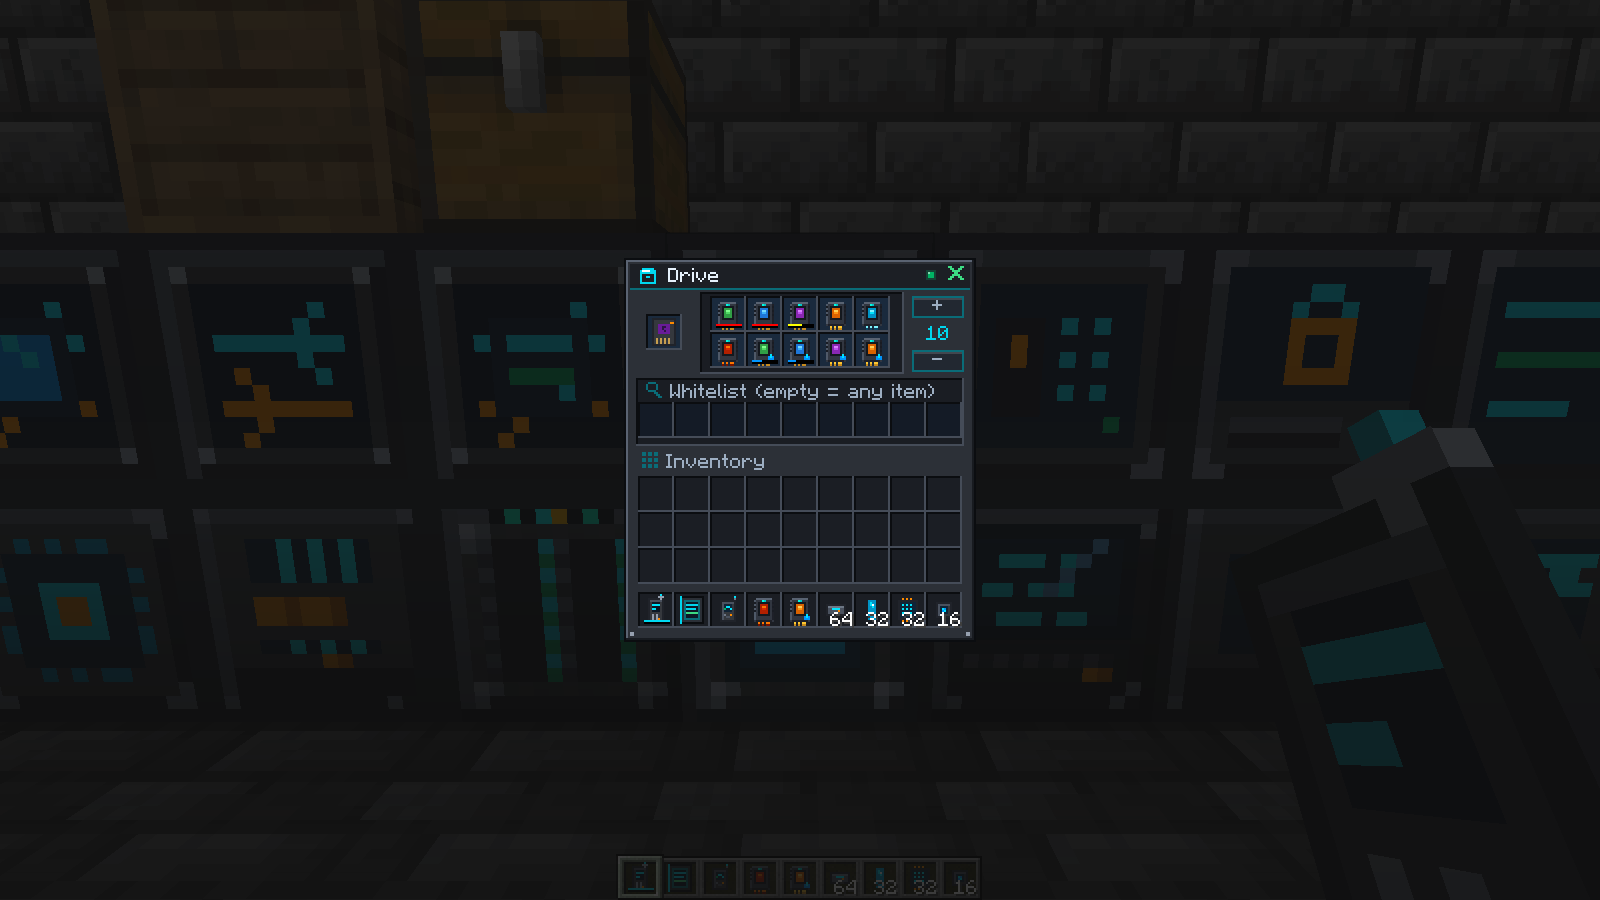 Drive
+
10
−
Whitelist (empty = any item)
Inventory
64 32 32 16
64 32 32 16